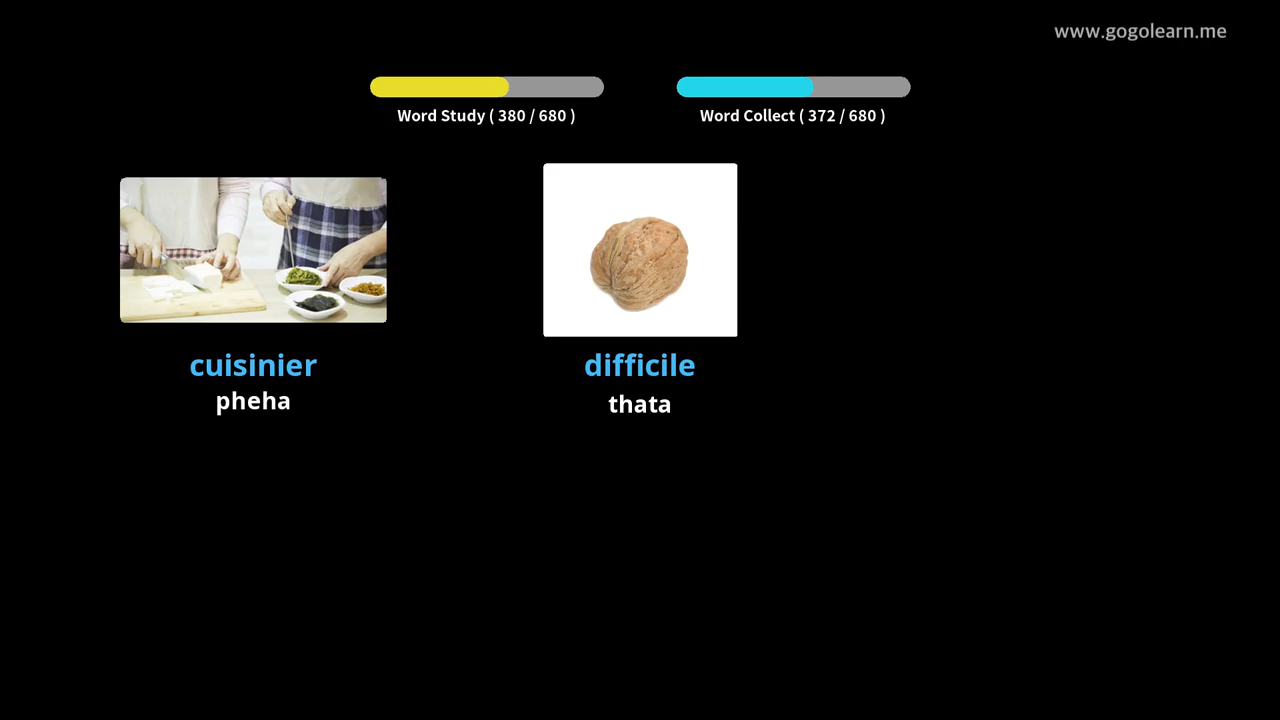 www.gogolearn.me
Word Study ( 380 / 680 )
Word Collect ( 372 / 680 )
cuisinier
pheha
difficile
thata